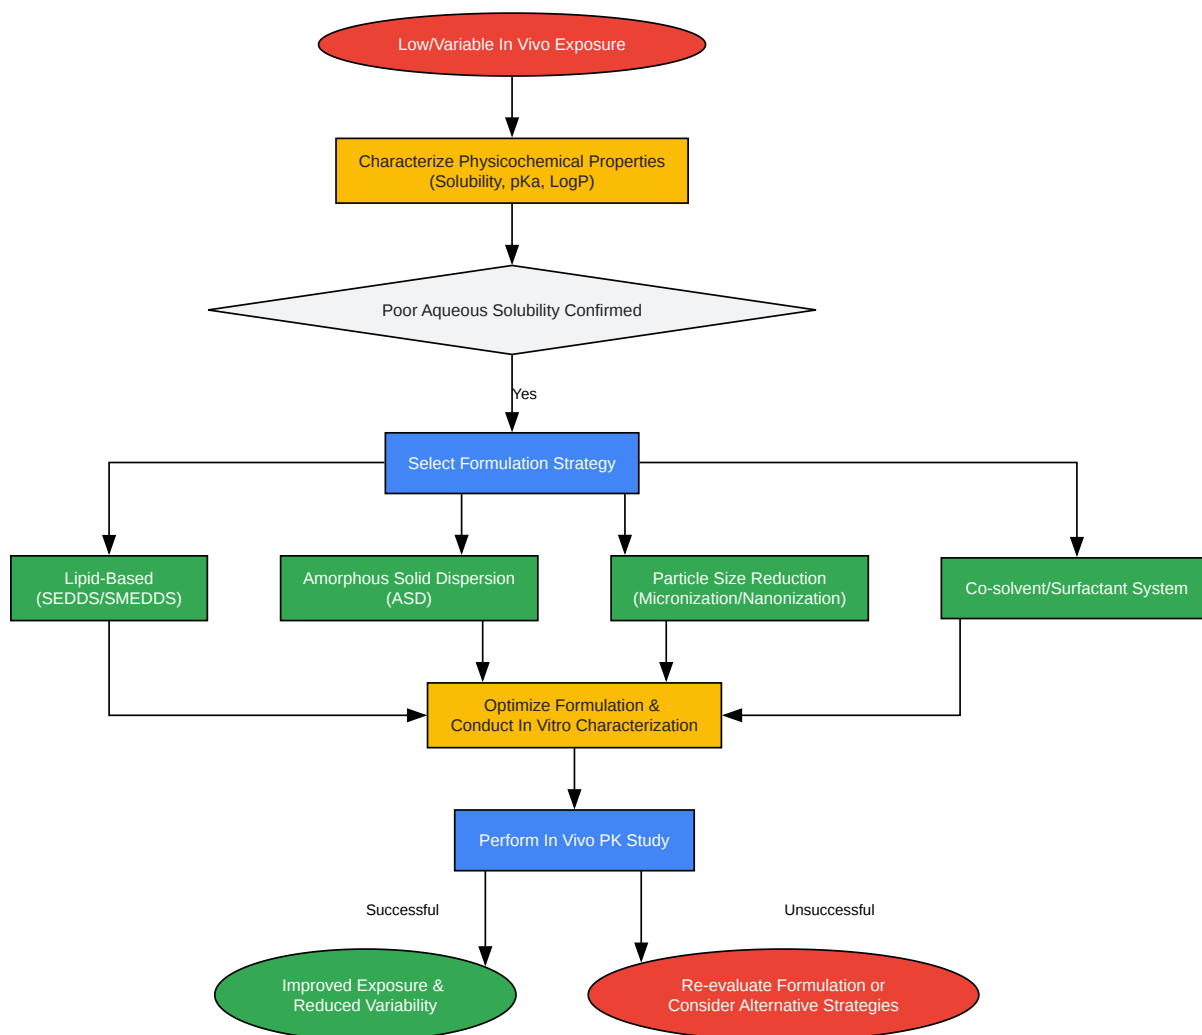 Low/Variable In Vivo Exposure
Characterize Physicochemical Properties
(Solubility, pKa, LogP)
Poor Aqueous Solubility Confirmed
Yes
Select Formulation Strategy
Lipid-Based
(SEDDS/SMEDDS)
Amorphous Solid Dispersion
(ASD)
Particle Size Reduction
(Micronization/Nanonization)
Co-solvent/Surfactant System
Optimize Formulation &
Conduct In Vitro Characterization
Perform In Vivo PK Study
Successful
Unsuccessful
Improved Exposure &
Reduced Variability
Re-evaluate Formulation or
Consider Alternative Strategies